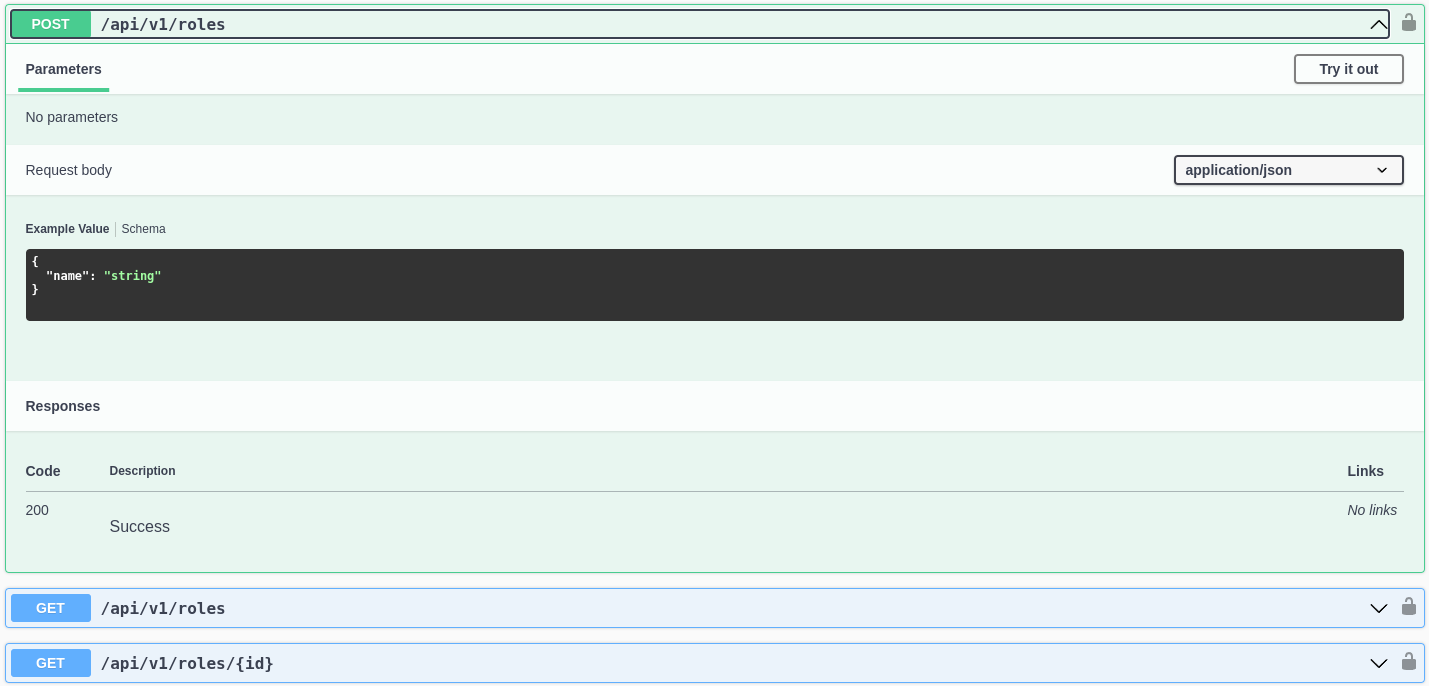 POST /api/v1/roles
Parameters Try it out
No parameters
Request body application/json
Example Value Schema
{
"name": "string"
}
Responses
Code Description Links
200 Success No links
GET /api/v1/roles
GET /api/v1/roles/{id}